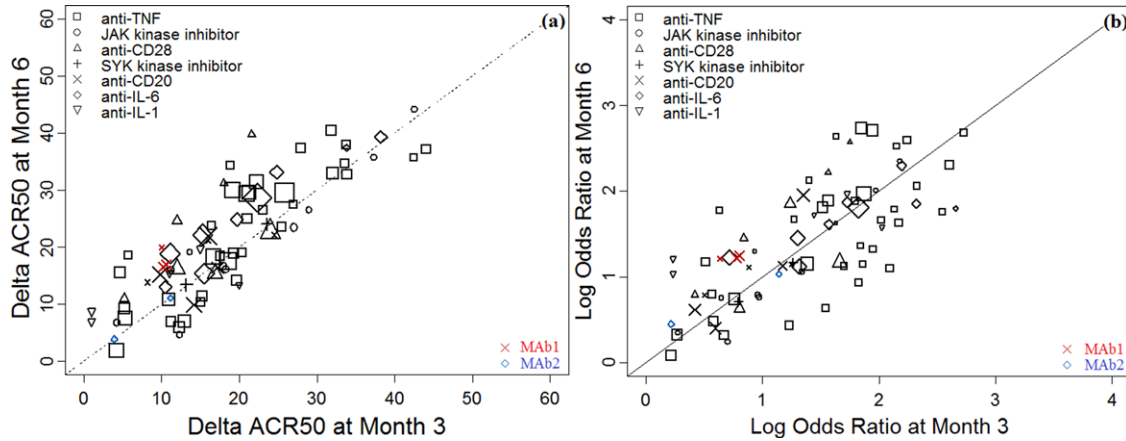 (a)
anti-TNF
JAK kinase inhibitor
anti-CD28
SYK kinase inhibitor
anti-CD20
anti-IL-6
anti-IL-1
MAb1
MAb2
Delta ACR50 at Month 6
0 10 20 30 40 50 60
0 10 20 30 40 50 60
Delta ACR50 at Month 3
(b)
anti-TNF
JAK kinase inhibitor
anti-CD28
SYK kinase inhibitor
anti-CD20
anti-IL-6
anti-IL-1
MAb1
MAb2
Log Odds Ratio at Month 6
0 1 2 3 4
0 1 2 3 4
Log Odds Ratio at Month 3